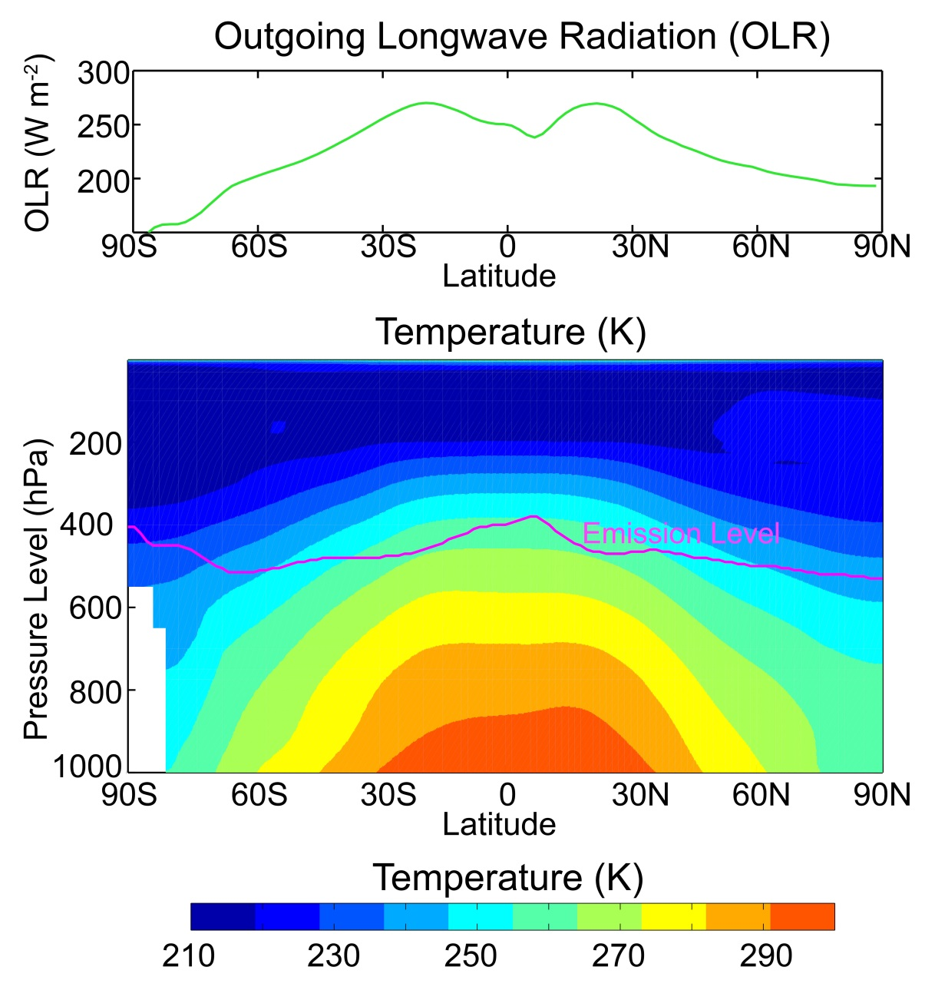 Outgoing Longwave Radiation (OLR)
OLR (W m-2)
300
250
200
90S 60S 30S 0 30N 60N 90N
Latitude
Temperature (K)
Pressure Level (hPa)
200
400
600
800
1000
Emission Level
90S 60S 30S 0 30N 60N 90N
Latitude
Temperature (K)
210 230 250 270 290